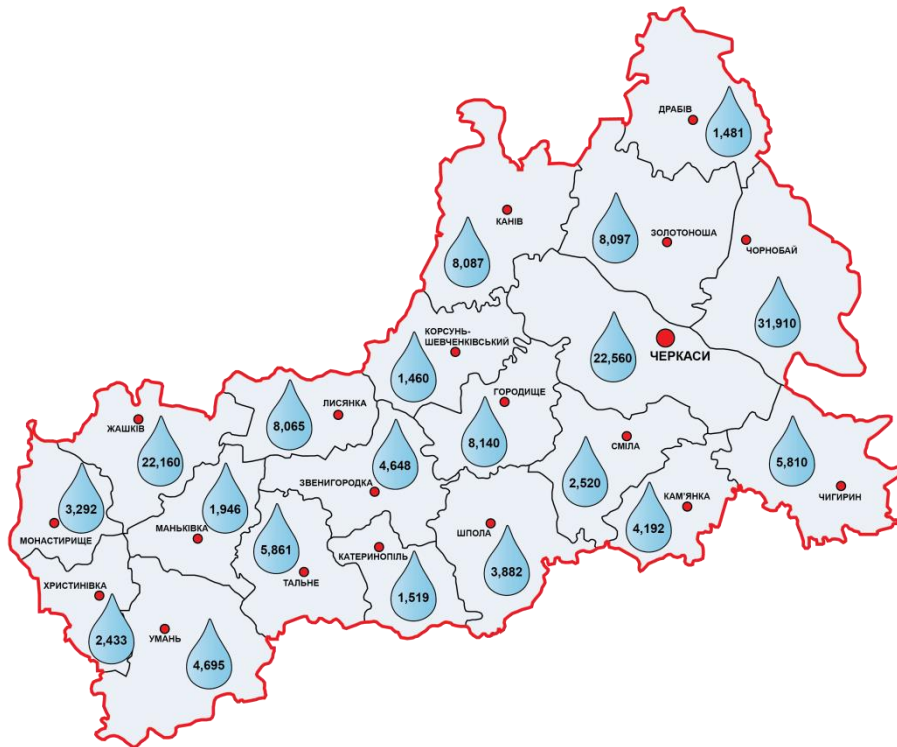 ДРАБІВ
1,481
КАНІВ
8,087
8,097
ЗОЛОТОНОША
ЧОРНОБАЙ
31,910
КОРСУНЬ-
ШЕВЧЕНКІВСЬКИЙ
1,460
22,560
ЧЕРКАСИ
ЖАШКІВ
22,160
ЛИСЯНКА
8,065
ГОРОДИЩЕ
8,140
СМІЛА
2,520
5,810
ЧИГИРИН
ЗВЕНИГОРОДКА
4,648
3,292
МОНАСТИРИЩЕ
1,946
МАНЬКІВКА
КАМ'ЯНКА
4,192
ШПОЛА
3,882
5,861
ТАЛЬНЕ
КАТЕРИНОПІЛЬ
1,519
ХРИСТИНІВКА
2,433
УМАНЬ
4,695